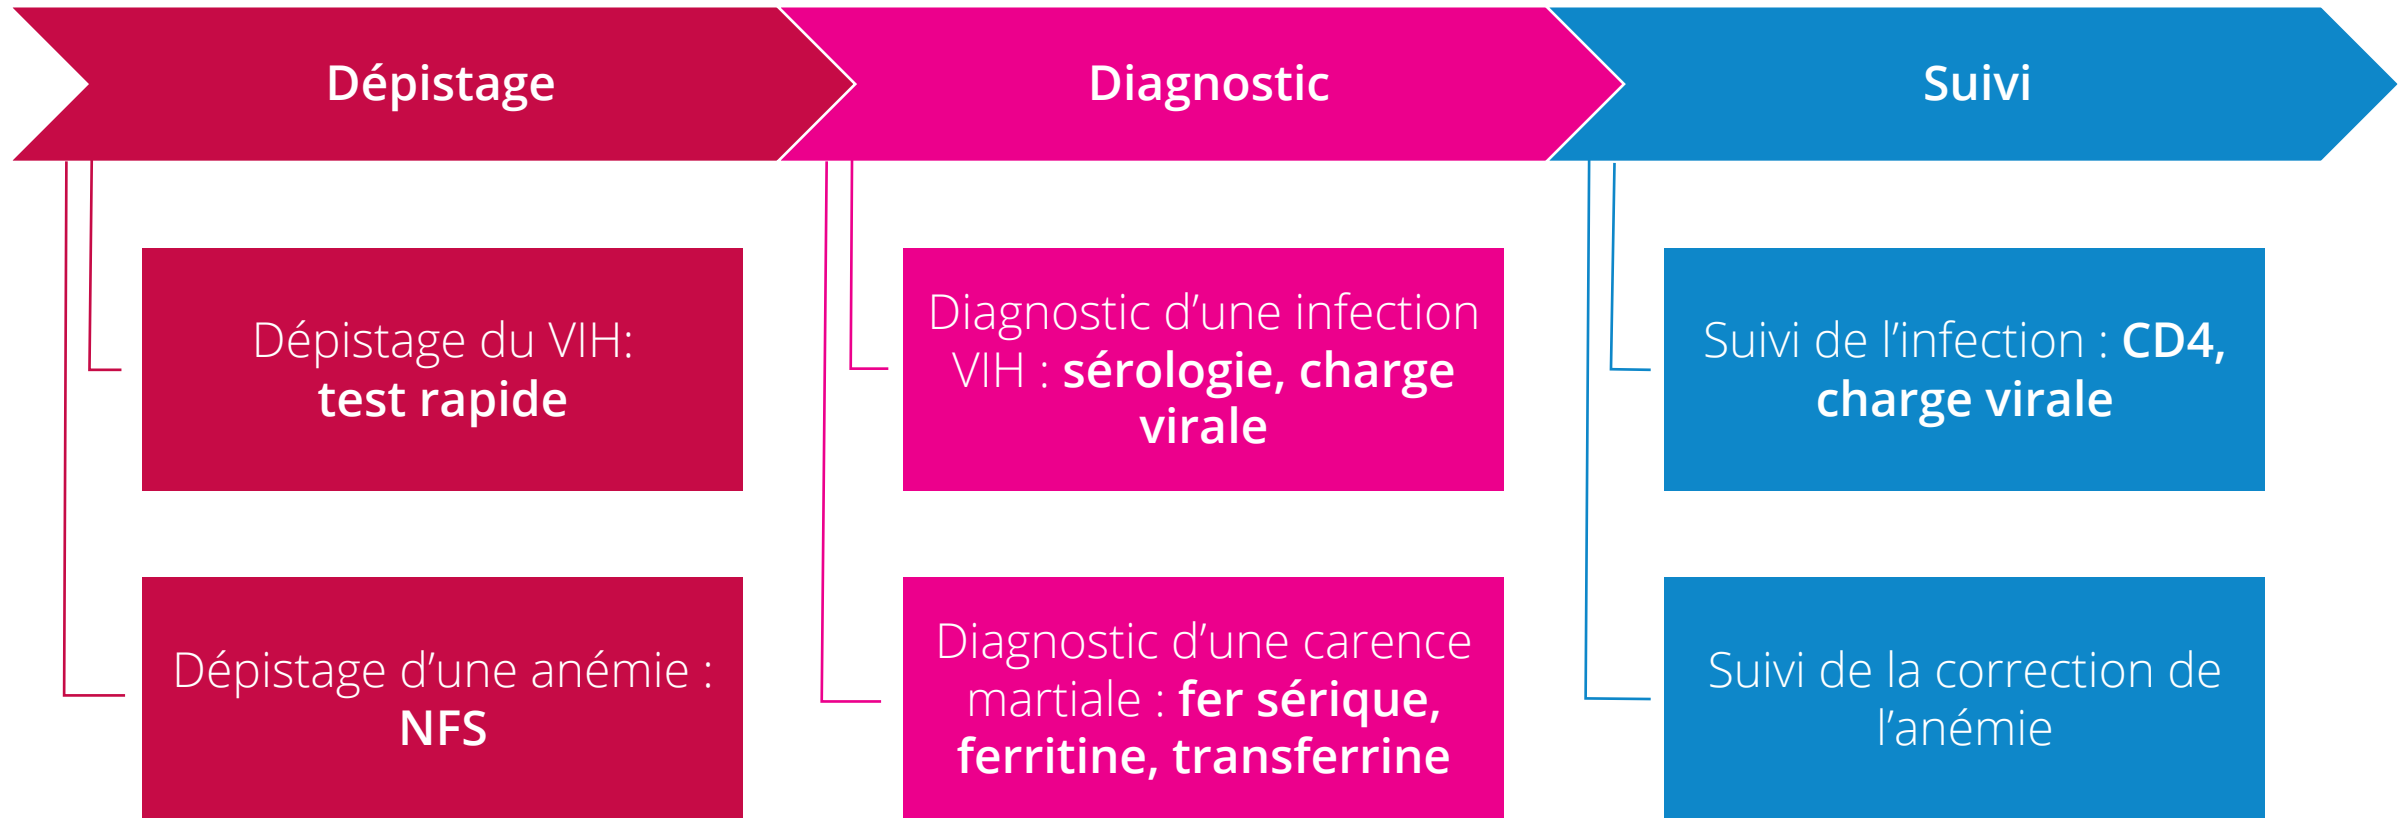 Dépistage
Diagnostic
Suivi
Dépistage du VIH:
test rapide
Diagnostic d’une infection
VIH : sérologie, charge
virale
Suivi de l’infection : CD4,
charge virale
Dépistage d’une anémie :
NFS
Diagnostic d’une carence
martiale : fer sérique,
ferritine, transferrine
Suivi de la correction de
l’anémie